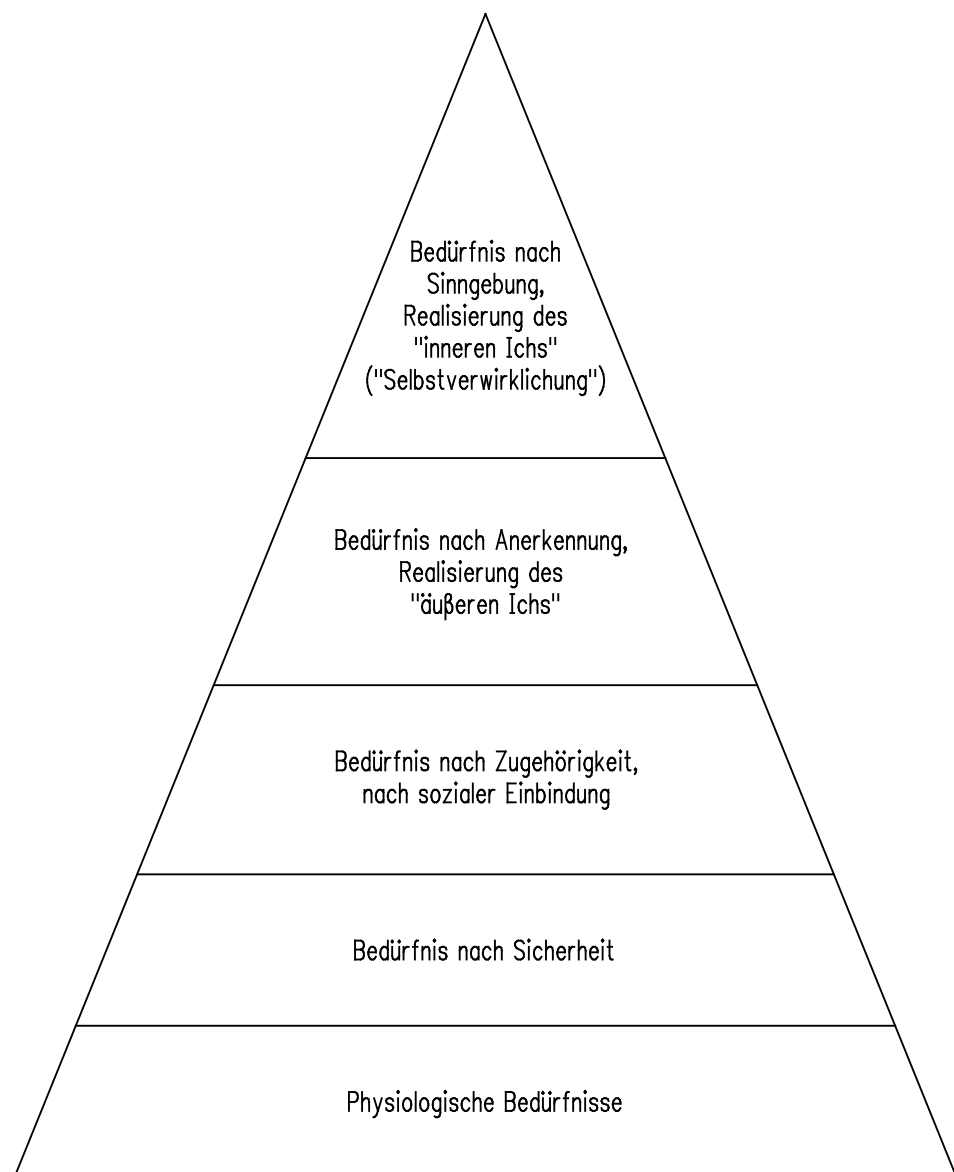 Bedürfnis nach
Sinngebung,
Realisierung des
"inneren Ichs"
("Selbstverwirklichung")
Bedürfnis nach Anerkennung,
Realisierung des
"äußeren Ichs"
Bedürfnis nach Zugehörigkeit,
nach sozialer Einbindung
Bedürfnis nach Sicherheit
Physiologische Bedürfnisse